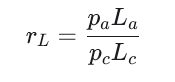 r_L = \frac{p_a L_a}{p_c L_c}